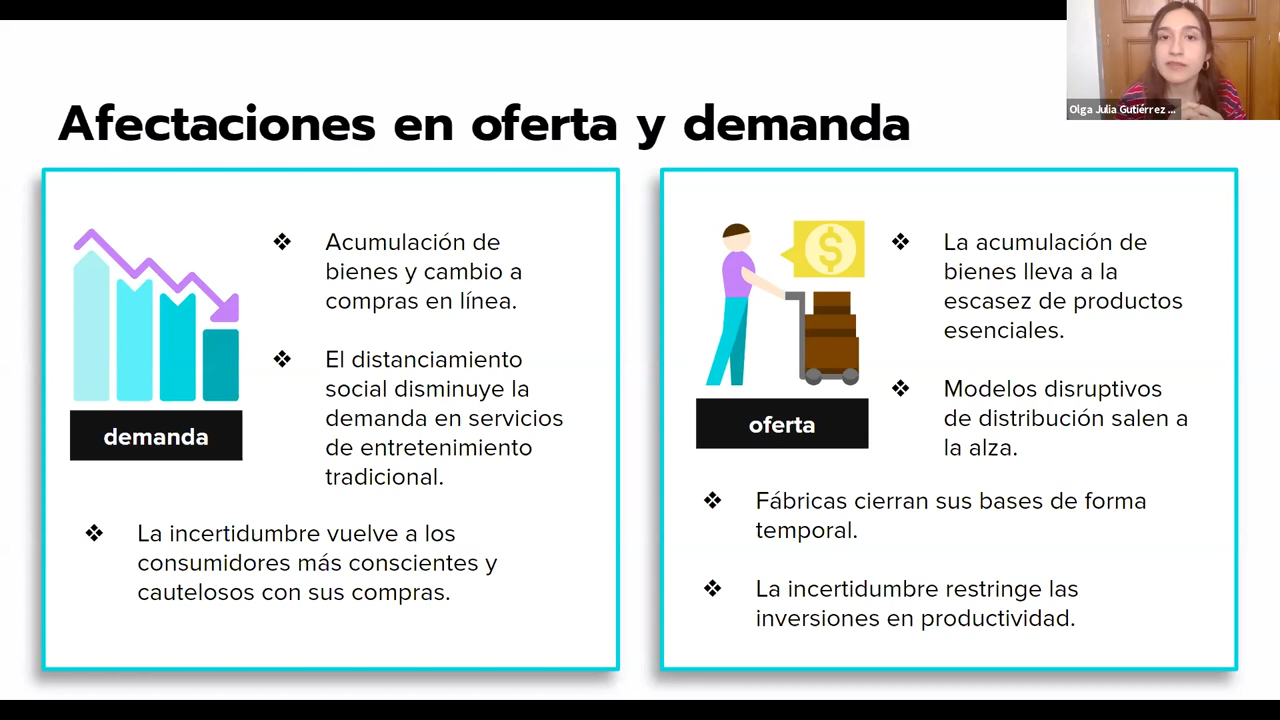 Olga Julia Gutiérrez ...
Afectaciones en oferta y demanda
demanda
❖ Acumulación de
bienes y cambio a
compras en línea.
❖ El distanciamiento
social disminuye la
demanda en servicios
de entretenimiento
tradicional.
❖ La incertidumbre vuelve a los
consumidores más conscientes y
cautelosos con sus compras.
$
oferta
❖ La acumulación de
bienes lleva a la
escasez de productos
esenciales.
❖ Modelos disruptivos
de distribución salen a
la alza.
❖ Fábricas cierran sus bases de forma
temporal.
❖ La incertidumbre restringe las
inversiones en productividad.